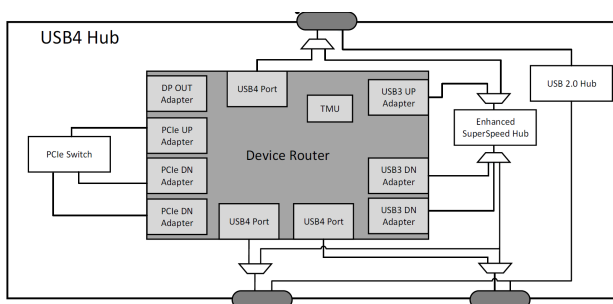 USB4 Hub
DP OUT
Adapter
USB4 Port
TMU
USB3 UP
Adapter
USB 2.0 Hub
PCIe UP
Adapter
Enhanced
SuperSpeed Hub
PCIe Switch
Device Router
PCIe DN
Adapter
USB3 DN
Adapter
PCIe DN
Adapter
USB4 Port
USB4 Port
USB3 DN
Adapter